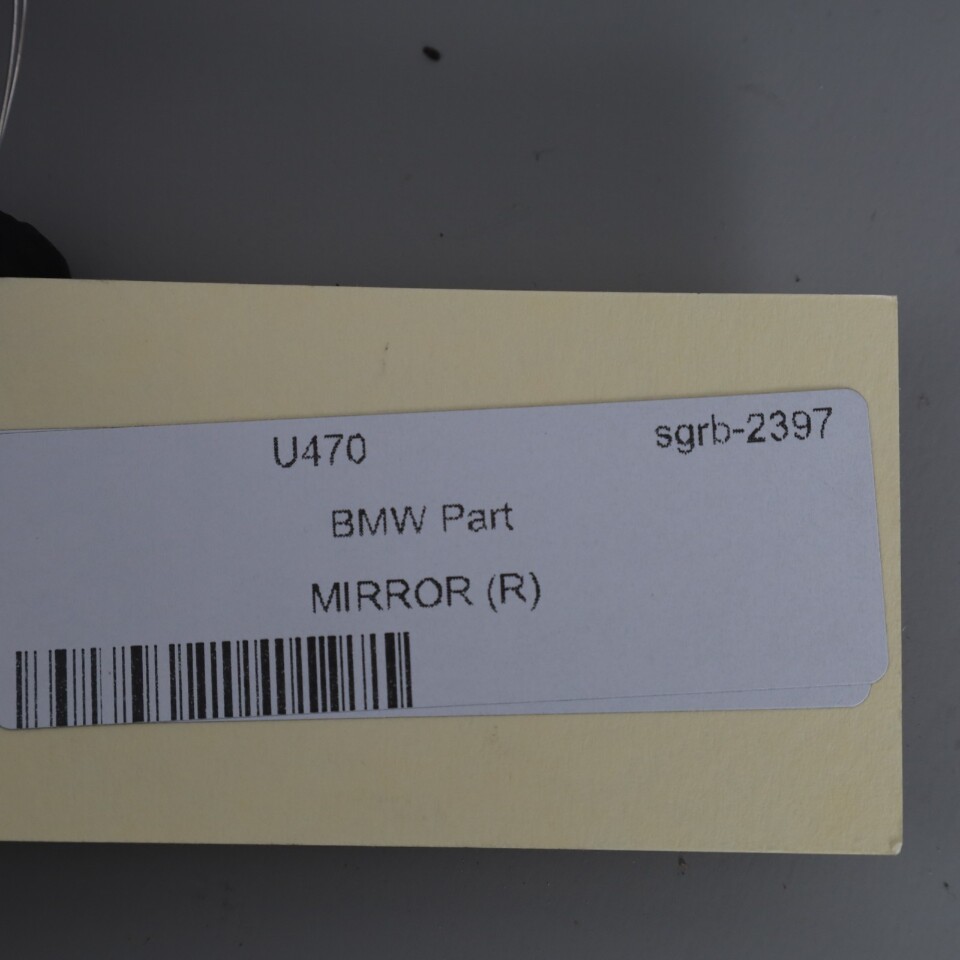 U470 sgrb-2397
BMW Part
MIRROR (R)